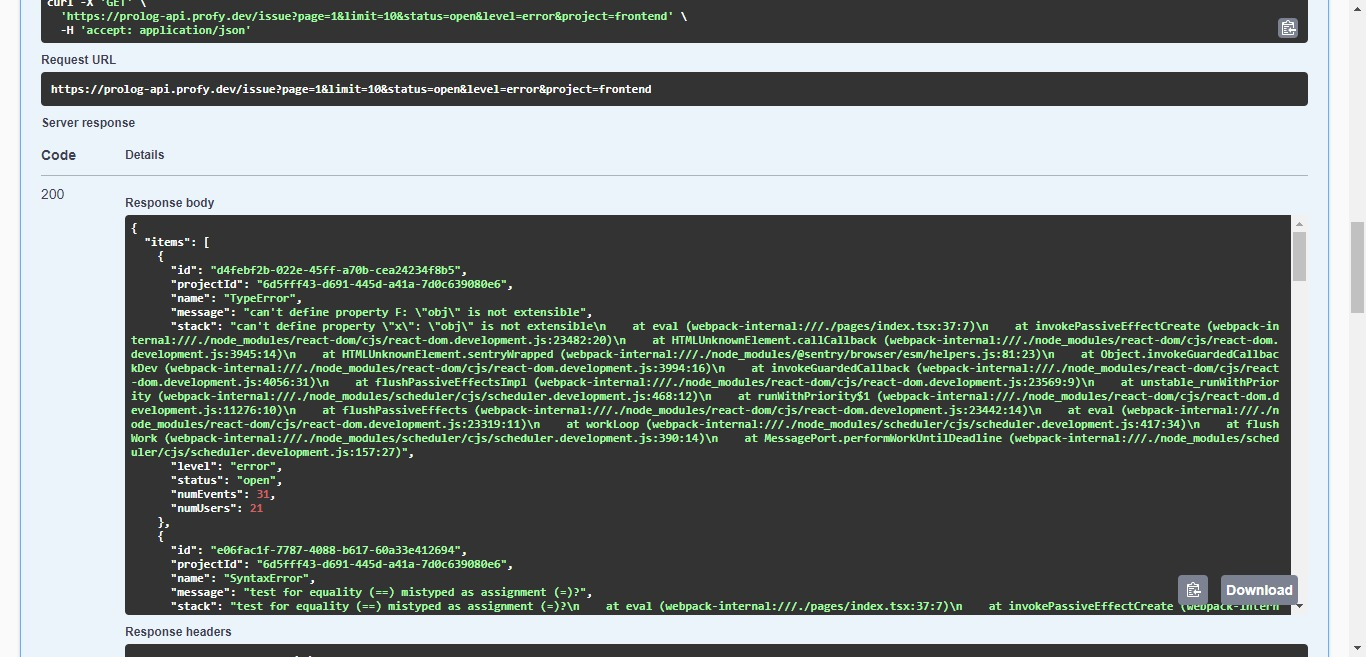 curl -X 'GET' \
  'https://prolog-api.profy.dev/issue?page=1&limit=10&status=open&level=error&project=frontend' \
  -H 'accept: application/json'
Request URL
https://prolog-api.profy.dev/issue?page=1&limit=10&status=open&level=error&project=frontend
Server response
Code Details
200
Response body
{
  "items": [
    {
      "id": "d4febf2b-022e-45ff-a70b-cea24234f8b5",
      "projectId": "6d5fff43-d691-445d-a41a-7d0c639080e6",
      "name": "TypeError",
      "message": "can't define property F: \"obj\" is not extensible",
      "stack": "can't define property \"x\": \"obj\" is not extensible\n    at eval (webpack-internal:///./pages/index.tsx:37:7)\n    at invokePassiveEffectCreate (webpack-in
ternal:///./node_modules/react-dom/cjs/react-dom.development.js:23482:20)\n    at HTMLUnknownElement.callCallback (webpack-internal:///./node_modules/react-dom/cjs/react-dom.
development.js:3945:14)\n    at HTMLUnknownElement.sentryWrapped (webpack-internal:///./node_modules/@sentry/browser/esm/helpers.js:81:23)\n    at Object.invokeGuardedCallbac
kDev (webpack-internal:///./node_modules/react-dom/cjs/react-dom.development.js:3994:16)\n    at invokeGuardedCallback (webpack-internal:///./node_modules/react-dom/cjs/react
-dom.development.js:4056:31)\n    at flushPassiveEffectsImpl (webpack-internal:///./node_modules/react-dom/cjs/react-dom.development.js:23569:9)\n    at unstable_runWithPrior
ity (webpack-internal:///./node_modules/scheduler/cjs/scheduler.development.js:468:12)\n    at runWithPriority$1 (webpack-internal:///./node_modules/react-dom/cjs/react-dom.d
evelopment.js:11276:10)\n    at flushPassiveEffects (webpack-internal:///./node_modules/react-dom/cjs/react-dom.development.js:23442:14)\n    at eval (webpack-internal:///./n
ode_modules/react-dom/cjs/react-dom.development.js:23319:11)\n    at workLoop (webpack-internal:///./node_modules/scheduler/cjs/scheduler.development.js:417:34)\n    at flush
Work (webpack-internal:///./node_modules/scheduler/cjs/scheduler.development.js:390:14)\n    at MessagePort.performWorkUntilDeadline (webpack-internal:///./node_modules/sched
uler/cjs/scheduler.development.js:157:27)",
      "level": "error",
      "status": "open",
      "numEvents": 31,
      "numUsers": 21
    },
    {
      "id": "e06fac1f-7787-4088-b617-60a33e412694",
      "projectId": "6d5fff43-d691-445d-a41a-7d0c639080e6",
      "name": "SyntaxError",
      "message": "test for equality (==) mistyped as assignment (=)?",
      "stack": "test for equality (==) mistyped as assignment (=)?\n    at eval (webpack-internal:///./pages/index.tsx:37:7)\n    at invokePassiveEffectCreate (webpack-intern
Download
Response headers